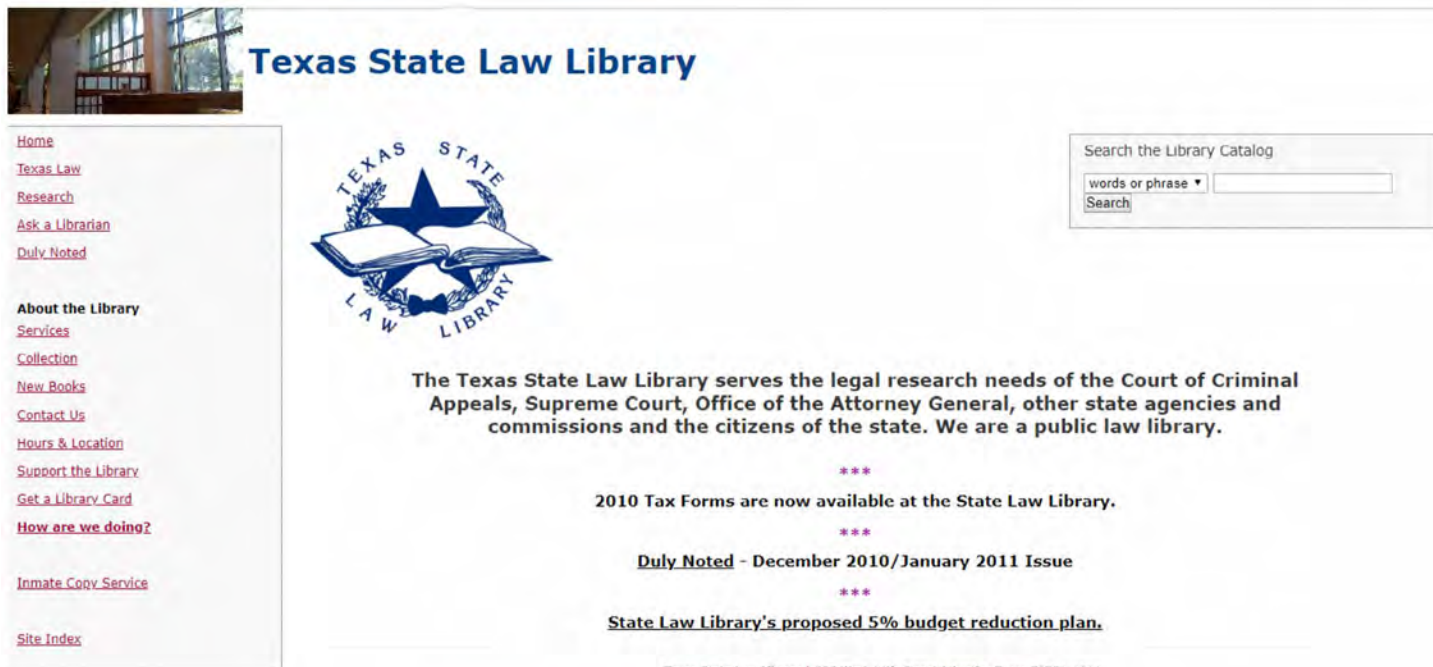 Texas State Law Library
Home
Texas Law
Research
Ask a Librarian
Duly Noted
About the Library
Services
Collection
New Books
Contact Us
Hours & Location
Support the Library
Get a Library Card
How are we doing?
Inmate Copy Service
Site Index
TEXAS STATE
LAW LIBRARY
Search the Library Catalog
words or phrase
Search
The Texas State Law Library serves the legal research needs of the Court of Criminal
Appeals, Supreme Court, Office of the Attorney General, other state agencies and
commissions and the citizens of the state. We are a public law library.
***
2010 Tax Forms are now available at the State Law Library.
***
Duly Noted - December 2010/January 2011 Issue
***
State Law Library's proposed 5% budget reduction plan.